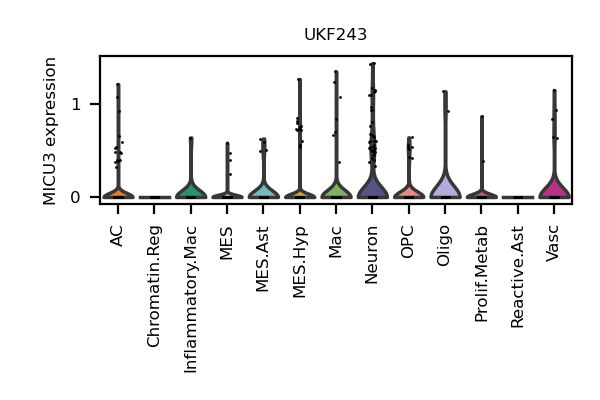 UKF243
MICU3 expression
1
0
AC
Chromatin.Reg
Inflammatory.Mac
MES
MES.Ast
MES.Hyp
Mac
Neuron
OPC
Oligo
Prolif.Metab
Reactive.Ast
Vasc